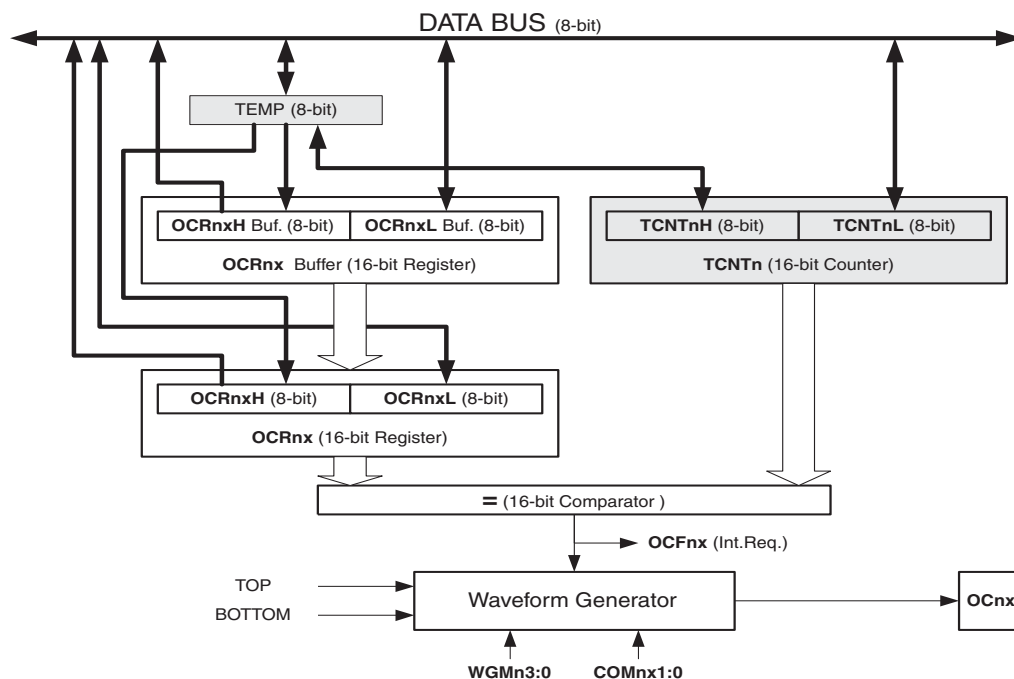 DATA BUS (8-bit)
TEMP (8-bit)
OCRnxH Buf. (8-bit) OCRnxL Buf. (8-bit)
OCRnx Buffer (16-bit Register)
TCNTnH (8-bit) TCNTnL (8-bit)
TCNTn (16-bit Counter)
OCRnxH (8-bit) OCRnxL (8-bit)
OCRnx (16-bit Register)
= (16-bit Comparator )
OCFnx (Int.Req.)
TOP
BOTTOM
Waveform Generator
OCnx
WGMn3:0 COMnx1:0